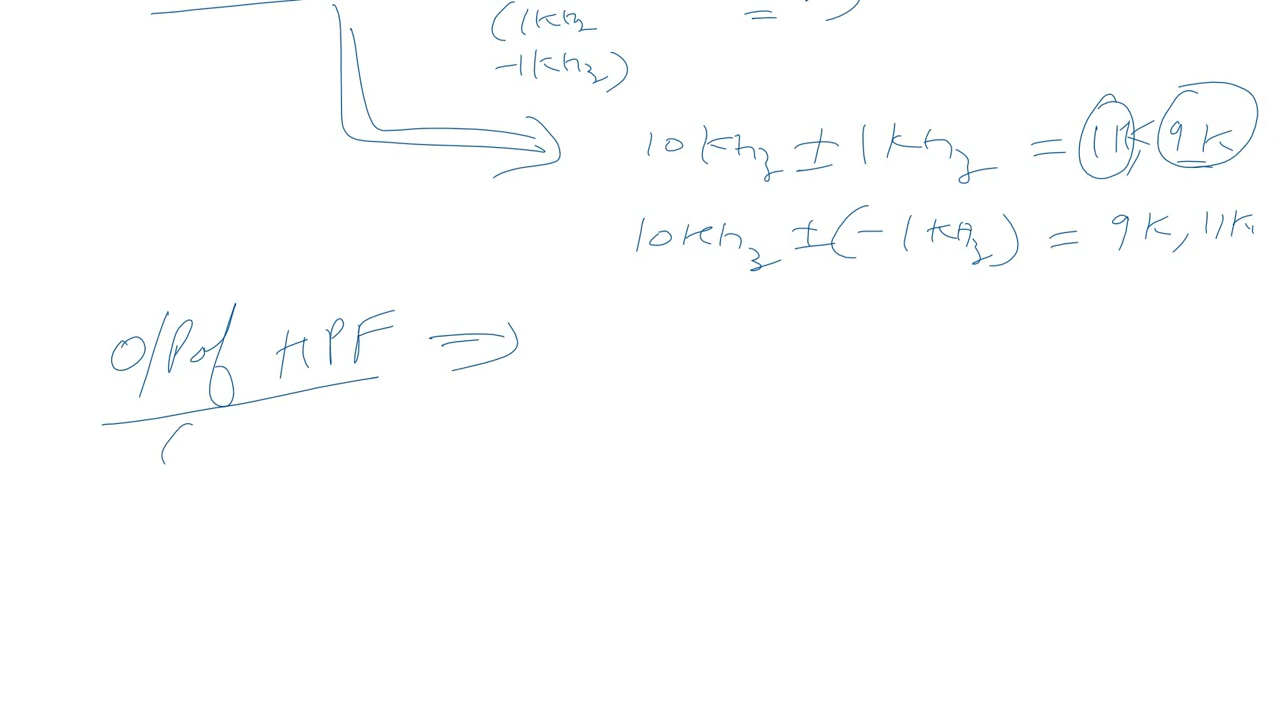 (1KHz = )
-1KHz)
10KHz ± 1KHz = 11K, 9K
10KHz ± (-1KHz) = 9K, 11K
O/P of HPF ⇒
(